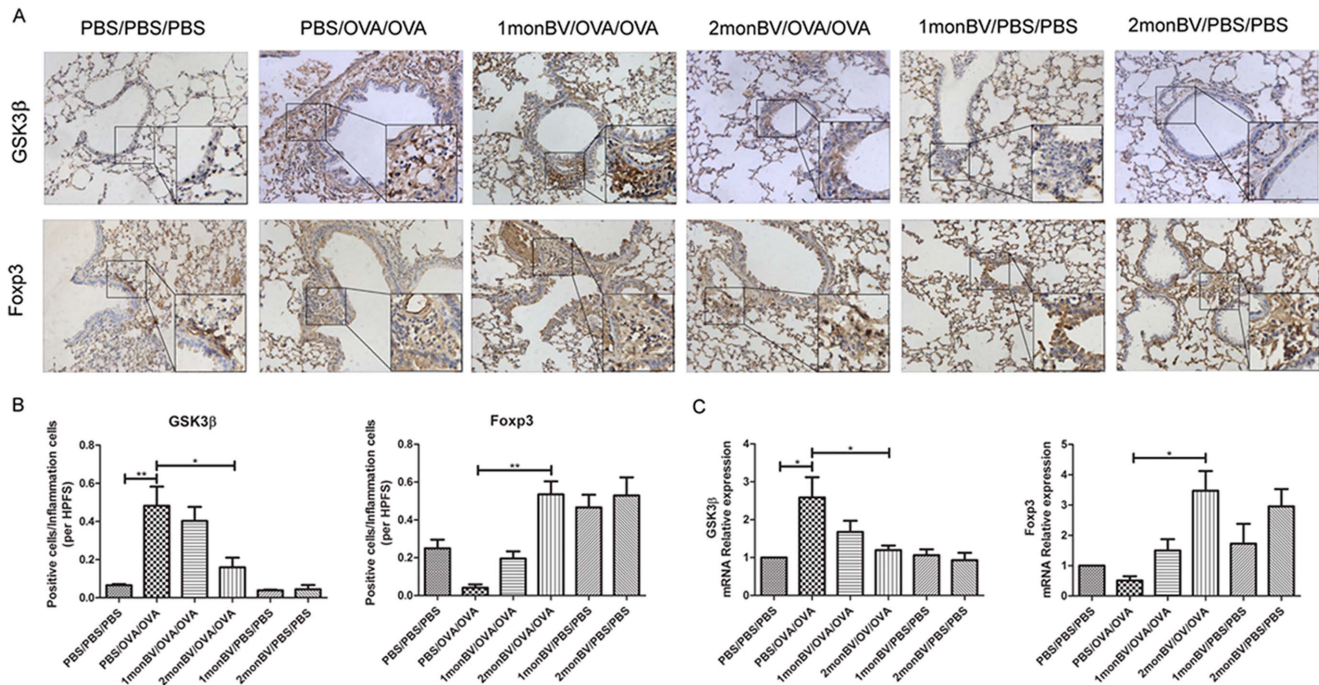 A
PBS/PBS/PBS
PBS/OVA/OVA
1monBV/OVA/OVA
2monBV/OVA/OVA
1monBV/PBS/PBS
2monBV/PBS/PBS
GSK3β
Foxp3
B
GSK3β
Positive cells/Inflammation cells
(per HPFS)
0.8
0.6
0.4
0.2
0.0
**
*
PBS/PBS/PBS
PBS/OVA/OVA
1monBV/OVA/OVA
2monBV/OVA/OVA
1monBV/PBS/PBS
2monBV/PBS/PBS
Foxp3
Positive cells/Inflammation cells
(per HPFS)
0.8
0.6
0.4
0.2
0.0
**
PBS/PBS/PBS
PBS/OVA/OVA
1monBV/OVA/OVA
2monBV/OVA/OVA
1monBV/PBS/PBS
2monBV/PBS/PBS
C
GSK3β
mRNA Relative expression
4
3
2
1
0
*
*
PBS/PBS/PBS
PBS/OVA/OVA
1monBV/OVA/OVA
2monBV/OVA/OVA
1monBV/PBS/PBS
2monBV/PBS/PBS
Foxp3
mRNA Relative expression
5
4
3
2
1
0
*
PBS/PBS/PBS
PBS/OVA/OVA
1monBV/OVA/OVA
2monBV/OVA/OVA
1monBV/PBS/PBS
2monBV/PBS/PBS